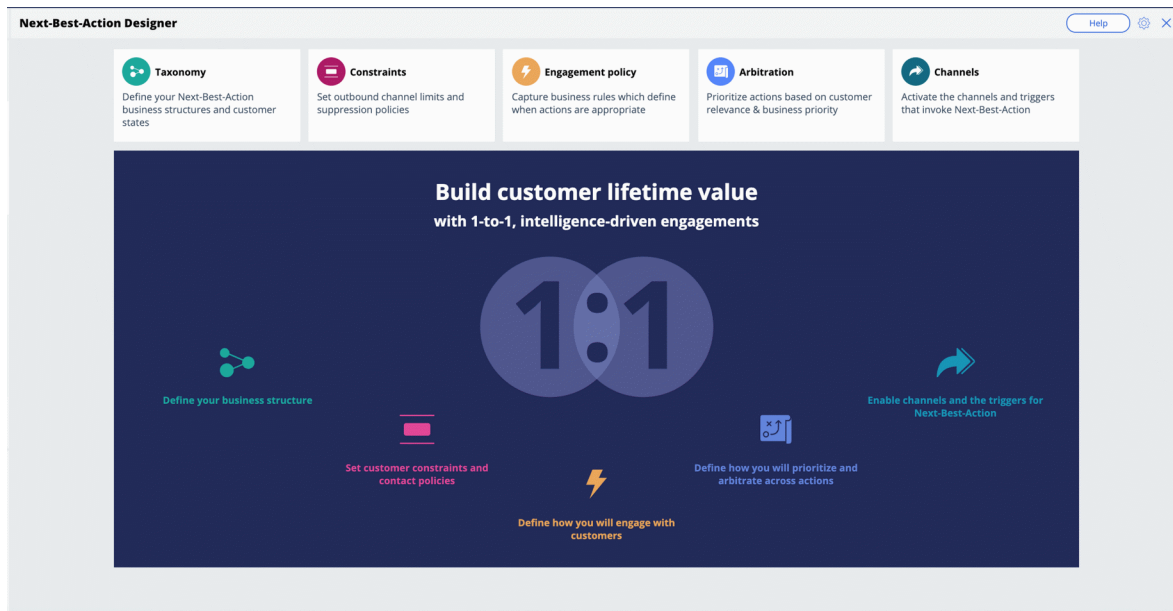 Next-Best-Action Designer
Help
Taxonomy
Define your Next-Best-Action
business structures and customer
states
Constraints
Set outbound channel limits and
suppression policies
Engagement policy
Capture business rules which define
when actions are appropriate
Arbitration
Prioritize actions based on customer
relevance & business priority
Channels
Activate the channels and triggers
that invoke Next-Best-Action
Build customer lifetime value
with 1-to-1, intelligence-driven engagements
1:1
Define your business structure
Set customer constraints and
contact policies
Define how you will engage with
customers
Define how you will prioritize and
arbitrate across actions
Enable channels and the triggers for
Next-Best-Action